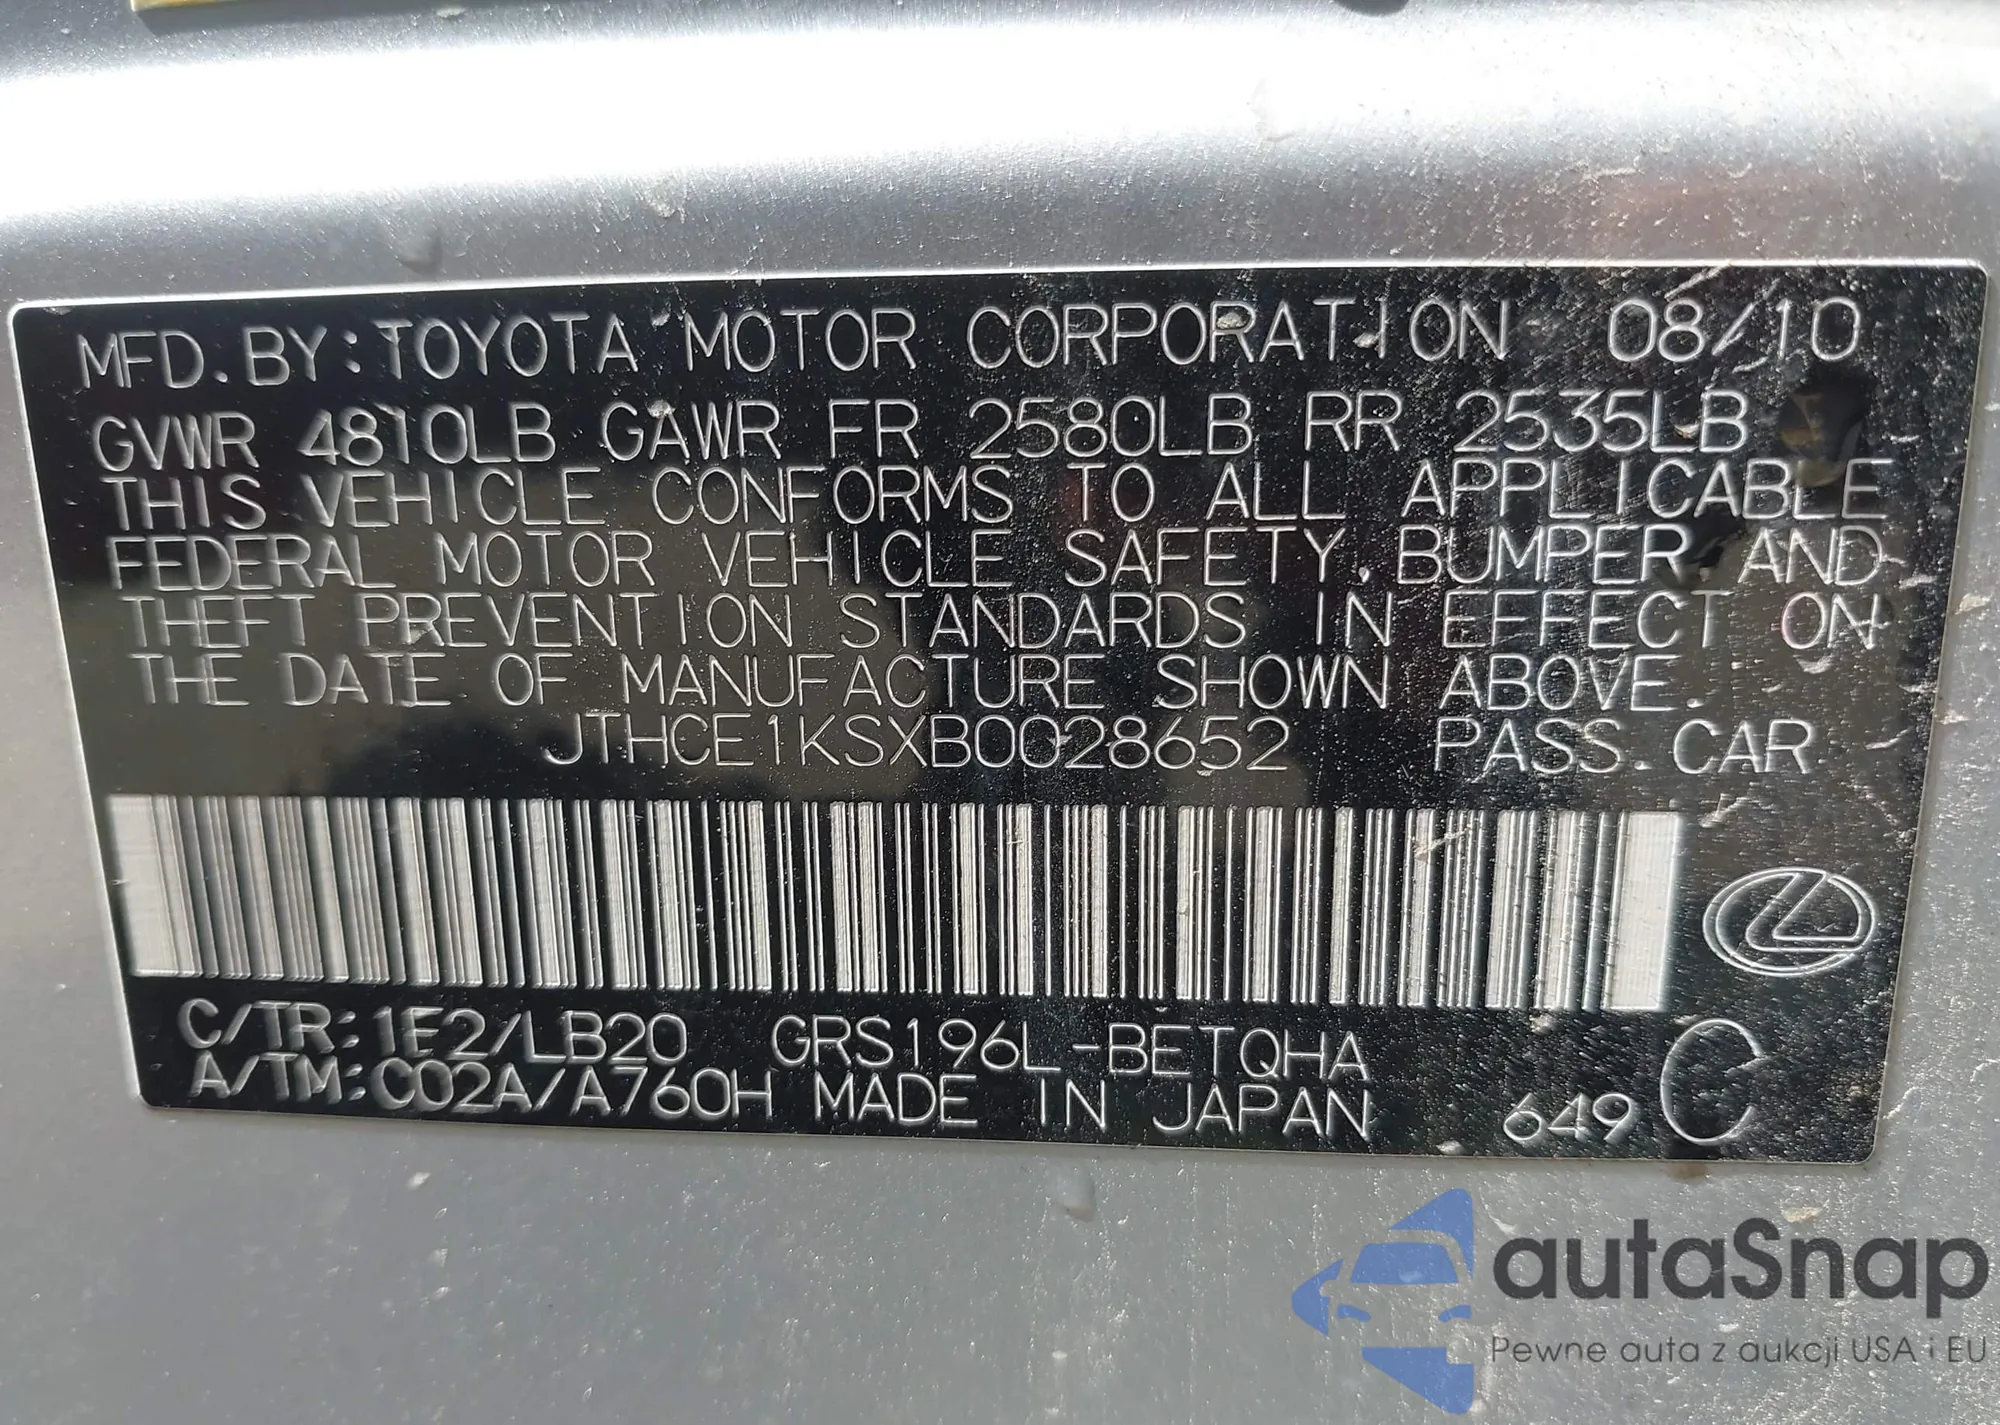 MFD. BY: TOYOTA MOTOR CORPORATION 08/10
GVWR 4810LB GAWR FR 2580LB RR 2535LB
THIS VEHICLE CONFORMS TO ALL APPLICABLE
FEDERAL MOTOR VEHICLE SAFETY, BUMPER, AND
THEFT PREVENTION STANDARDS IN EFFECT ON
THE DATE OF MANUFACTURE SHOWN ABOVE.
JTHCE1KSXB0028652 PASS. CAR
C/TR: 1E2/LB20 GRS196L-BETQHA
A/TM: C02A/A760H MADE IN JAPAN 649 C
autaSnap
Pewne auta z aukcji USA i EU